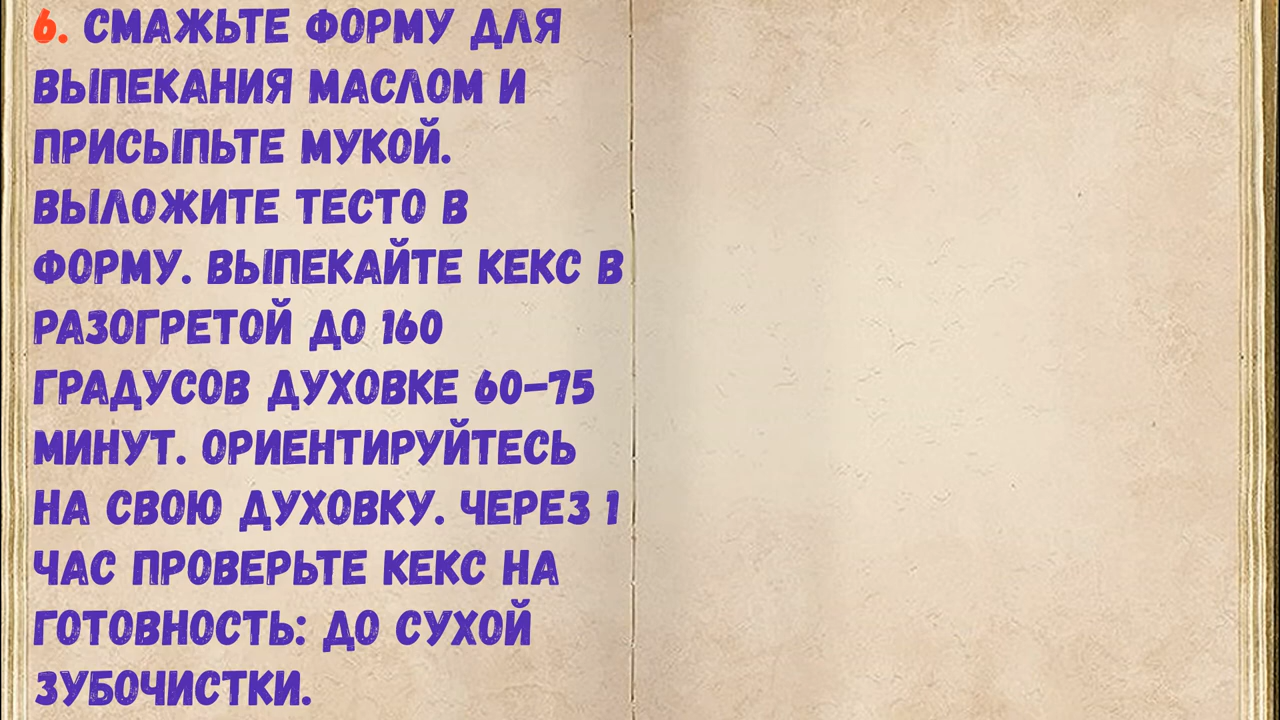 6. СМАЖЬТЕ ФОРМУ ДЛЯ
ВЫПЕКАНИЯ МАСЛОМ И
ПРИСЫПЬТЕ МУКОЙ.
ВЫЛОЖИТЕ ТЕСТО В
ФОРМУ. ВЫПЕКАЙТЕ КЕКС В
РАЗОГРЕТОЙ ДО 160
ГРАДУСОВ ДУХОВКЕ 60-75
МИНУТ. ОРИЕНТИРУЙТЕСЬ
НА СВОЮ ДУХОВКУ. ЧЕРЕЗ 1
ЧАС ПРОВЕРЬТЕ КЕКС НА
ГОТОВНОСТЬ: ДО СУХОЙ
ЗУБОЧИСТКИ.